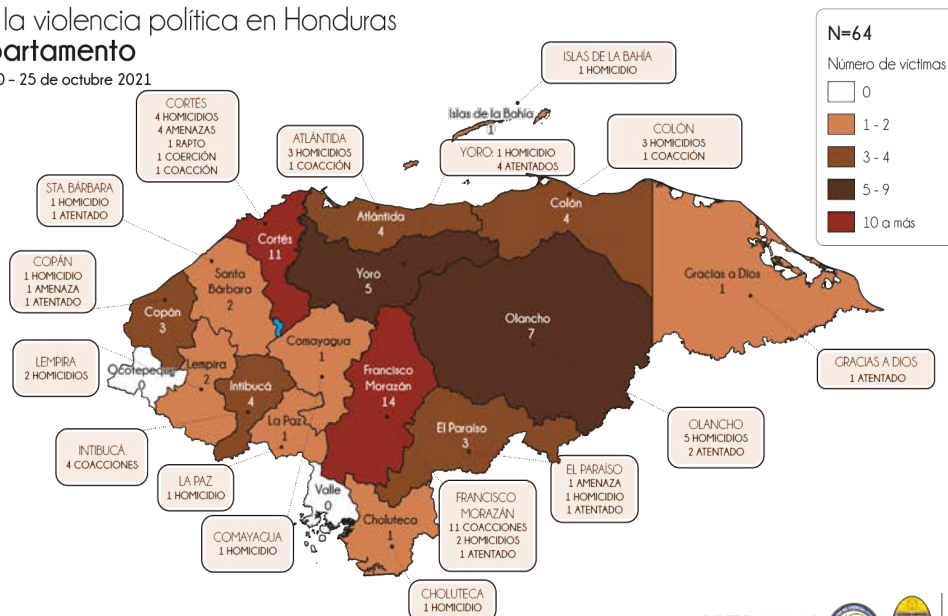 la violencia política en Honduras
partamento
0 – 25 de octubre 2021
N=64
Número de víctimas
0
1 - 2
3 - 4
5 - 9
10 a más
ISLAS DE LA BAHÍA
1 HOMICIDIO
CORTÉS
4 HOMICIDIOS
4 AMENAZAS
1 RAPTO
1 COERCIÓN
1 COACCIÓN
ATLÁNTIDA
3 HOMICIDIOS
1 COACCIÓN
YORO: 1 HOMICIDIO
4 ATENTADOS
COLÓN
3 HOMICIDIOS
1 COACCIÓN
STA. BÁRBARA
1 HOMICIDIO
1 ATENTADO
COPÁN
1 HOMICIDIO
1 AMENAZA
1 ATENTADO
LEMPIRA
2 HOMICIDIOS
INTIBUCÁ
4 COACCIONES
LA PAZ
1 HOMICIDIO
COMAYAGUA
1 HOMICIDIO
CHOLUTECA
1 HOMICIDIO
FRANCISCO
MORAZÁN
11 COACCIONES
2 HOMICIDIOS
1 ATENTADO
EL PARAÍSO
1 AMENAZA
1 HOMICIDIO
1 ATENTADO
OLANCHO
5 HOMICIDIOS
2 ATENTADO
GRACIAS A DIOS
1 ATENTADO
Islas de la Bahía
1
Atlántida
4
Colón
4
Cortés
11
Yoro
5
Gracias a Dios
1
Santa
Bárbara
2
Copán
3
Olancho
7
Comayagua
1
Ocotepeque
0
Lempira
2
Intibucá
4
Francisco
Morazán
14
La Paz
1
El Paraíso
3
Valle
0
Choluteca
1